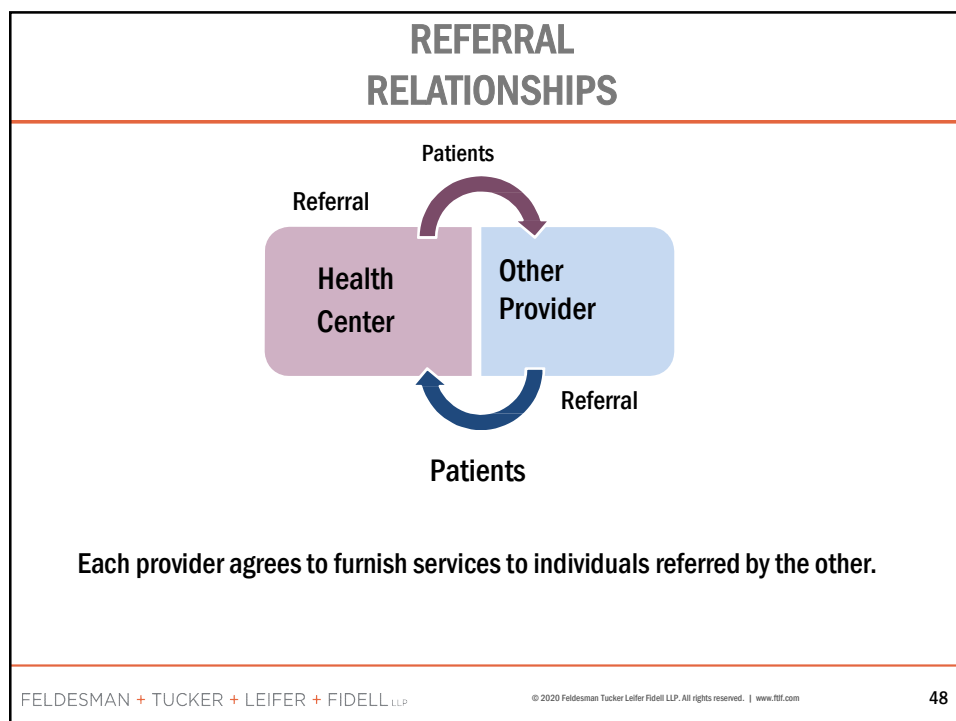 REFERRAL
RELATIONSHIPS
Patients
Referral
Health
Center
Other
Provider
Referral
Patients
Each provider agrees to furnish services to individuals referred by the other.
FELDESMAN + TUCKER + LEIFER + FIDELL LLP
© 2020 Feldesman Tucker Leifer Fidell LLP. All rights reserved. | www.ftlf.com
48